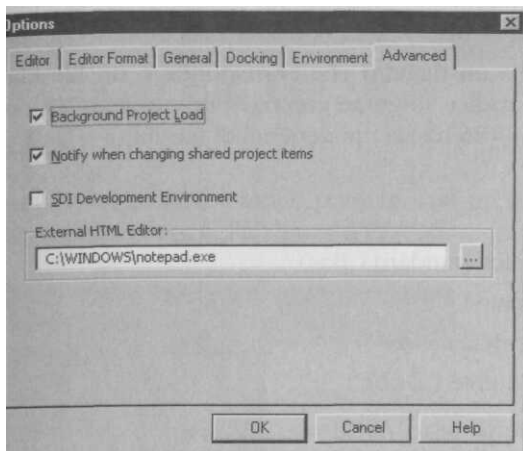 Options
Editor Editor Format General Docking Environment Advanced
Background Project Load
Notify when changing shared project items
SDI Development Environment
External HTML Editor:
C:\WINDOWS\notepad.exe
...
OK Cancel Help